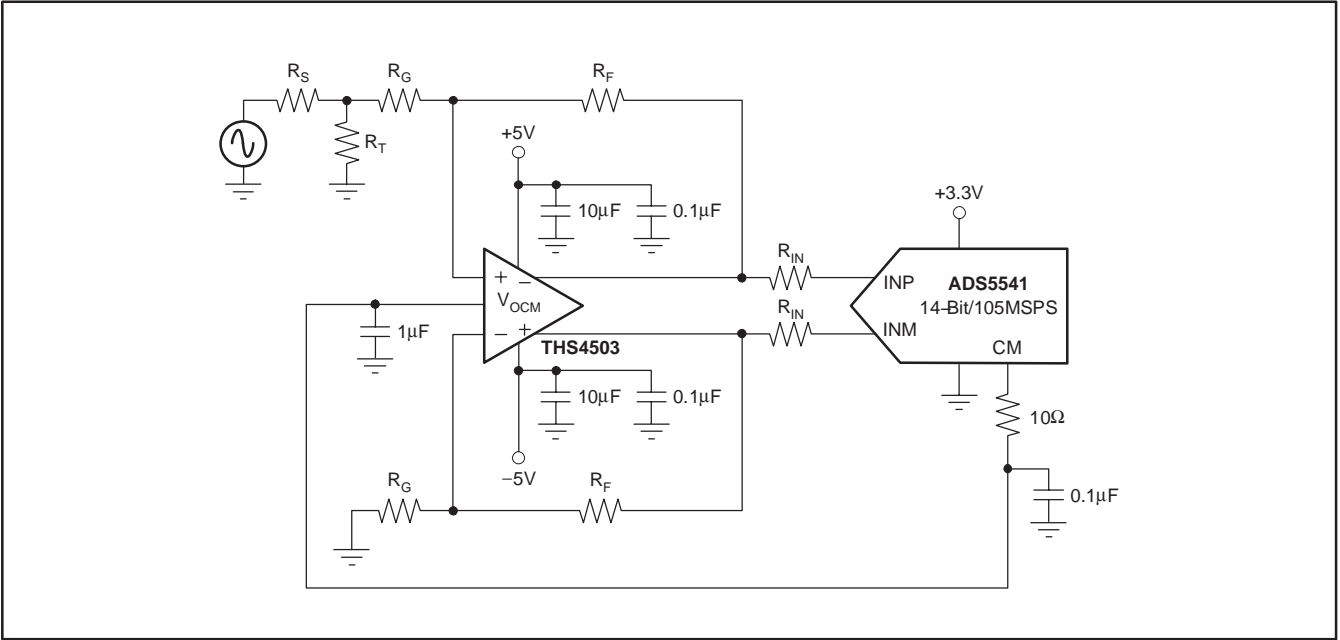 R_S
R_G
R_F
R_T
+5V
10μF
0.1μF
+3.3V
+
−
V_OCM
−
+
THS4503
1μF
R_IN
R_IN
INP
INM
ADS5541
14−Bit/105MSPS
CM
10μF
0.1μF
10Ω
−5V
R_G
R_F
0.1μF